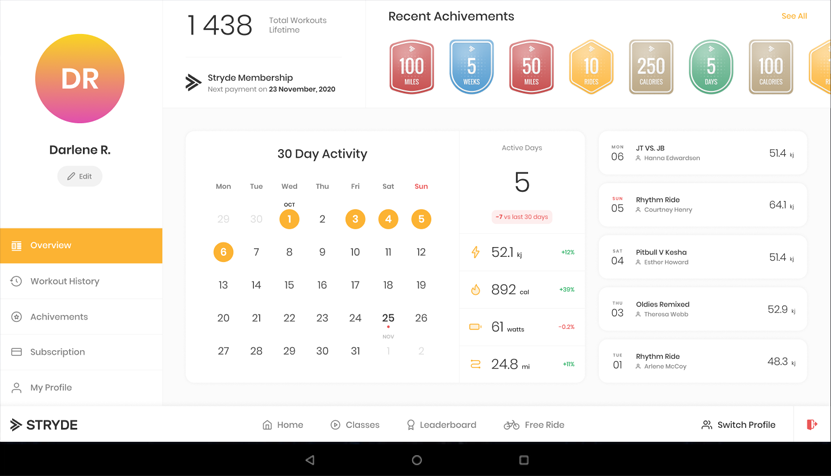 DR
Darlene R.
Edit
Overview
Workout History
Achivements
Subscription
My Profile
1 438
Total Workouts
Lifetime
Stryde Membership
Next payment on 23 November, 2020
Recent Achivements
See All
100
MILES
5
WEEKS
50
MILES
10
RIDES
250
CALORIES
5
DAYS
100
CALORIES
30 Day Activity
Mon Tue Wed Thu Fri Sat Sun
OCT
29 30 1 2 3 4 5
6 7 8 9 10 11 12
13 14 15 16 17 18 19
20 21 22 23 24 25 26
NOV
27 28 29 30 31 1 2
Active Days
5
-7 vs last 30 days
52.1 kj +12%
892 cal +39%
61 watts -0.2%
24.8 mi +11%
MON
06
JT VS. JB
Hanna Edwardson
51.4 kj
SUN
05
Rhythm Ride
Courtney Henry
64.1 kj
SAT
04
Pitbull V Kesha
Esther Howard
51.4 kj
THU
03
Oldies Remixed
Theresa Webb
52.9 kj
TUE
01
Rhythm Ride
Arlene McCoy
48.3 kj
STRYDE
Home
Classes
Leaderboard
Free Ride
Switch Profile